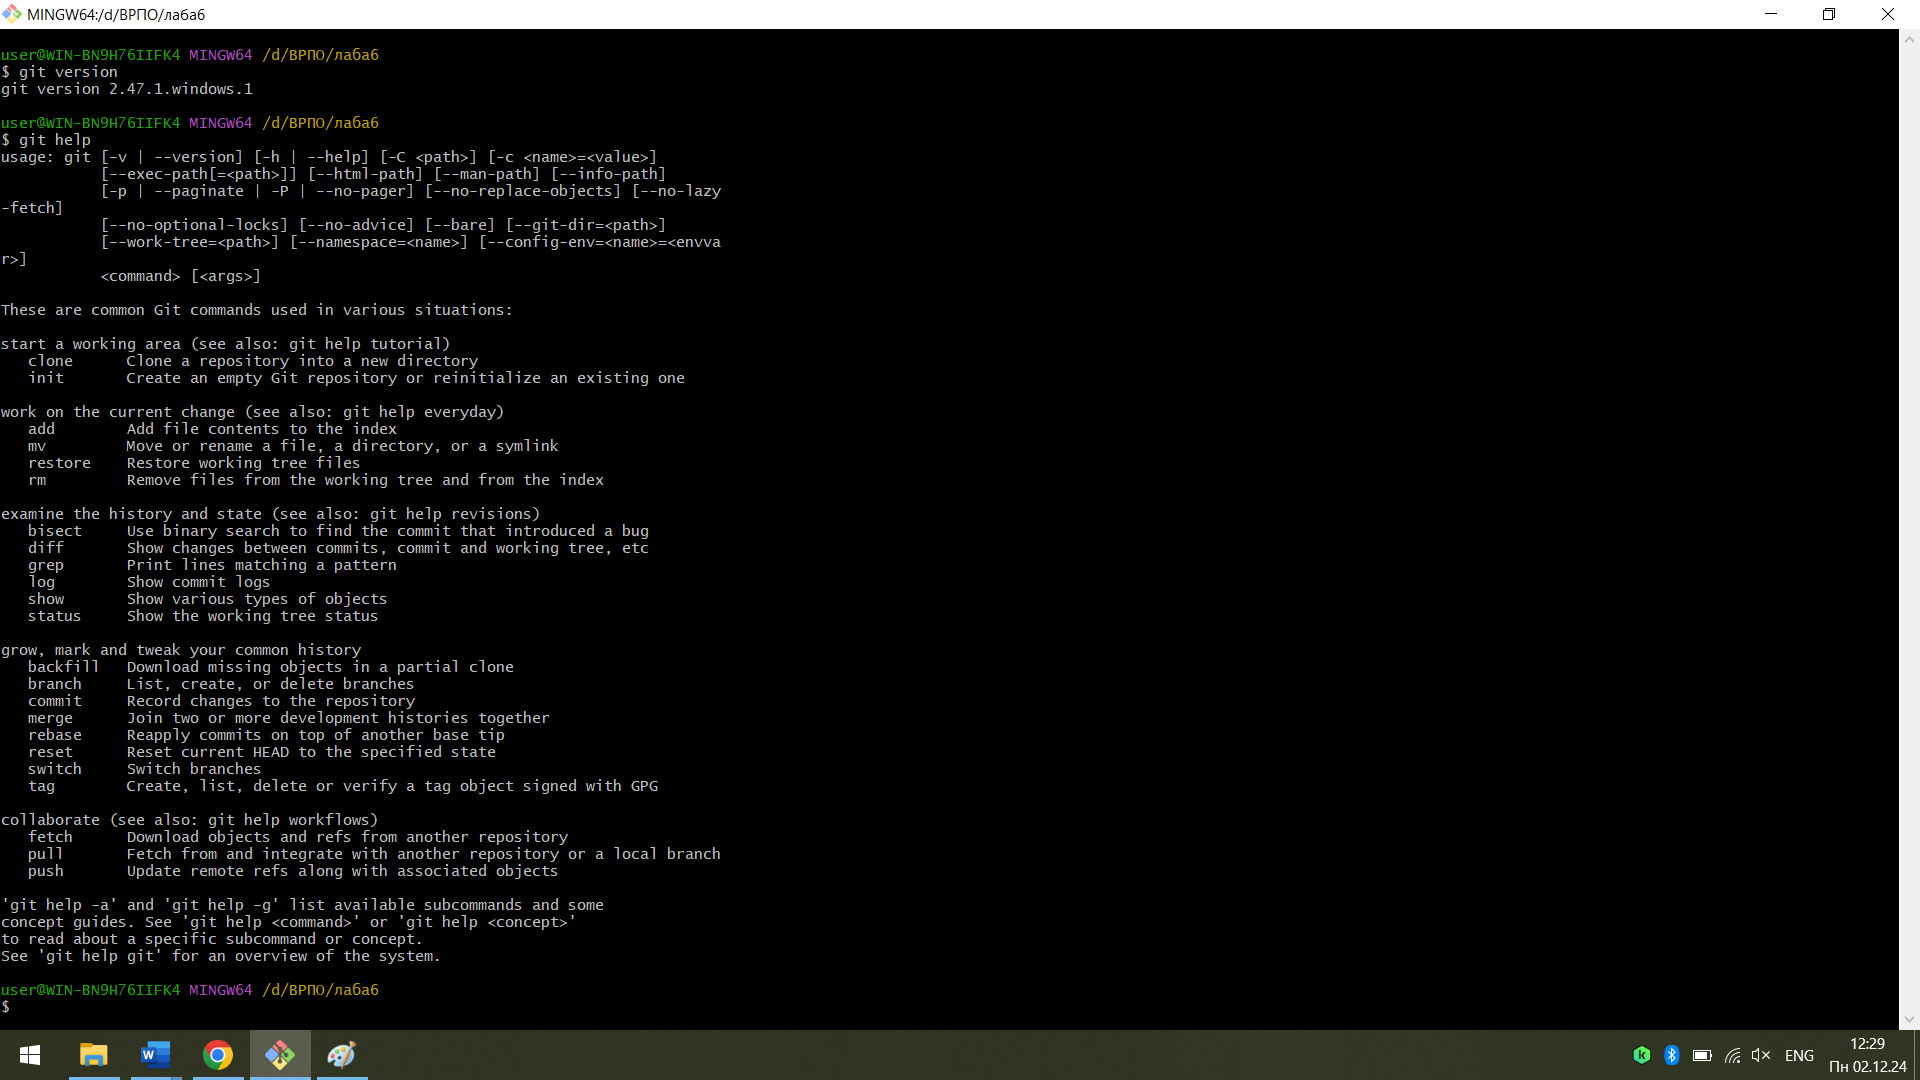 MINGW64:/d/ВРПО/лаба6
user@WIN-BN9H76IIFK4 MINGW64 /d/ВРПО/лаба6
$ git version
git version 2.47.1.windows.1
user@WIN-BN9H76IIFK4 MINGW64 /d/ВРПО/лаба6
$ git help
usage: git [-v | --version] [-h | --help] [-C <path>] [-c <name>=<value>]
[--exec-path[=<path>]] [--html-path] [--man-path] [--info-path]
[-p | --paginate | -P | --no-pager] [--no-replace-objects] [--no-lazy
-fetch]
[--no-optional-locks] [--no-advice] [--bare] [--git-dir=<path>]
[--work-tree=<path>] [--namespace=<name>] [--config-env=<name>=<envva
r>]
<command> [<args>]
These are common Git commands used in various situations:
start a working area (see also: git help tutorial)
clone Clone a repository into a new directory
init Create an empty Git repository or reinitialize an existing one
work on the current change (see also: git help everyday)
add Add file contents to the index
mv Move or rename a file, a directory, or a symlink
restore Restore working tree files
rm Remove files from the working tree and from the index
examine the history and state (see also: git help revisions)
bisect Use binary search to find the commit that introduced a bug
diff Show changes between commits, commit and working tree, etc
grep Print lines matching a pattern
log Show commit logs
show Show various types of objects
status Show the working tree status
grow, mark and tweak your common history
backfill Download missing objects in a partial clone
branch List, create, or delete branches
commit Record changes to the repository
merge Join two or more development histories together
rebase Reapply commits on top of another base tip
reset Reset current HEAD to the specified state
switch Switch branches
tag Create, list, delete or verify a tag object signed with GPG
collaborate (see also: git help workflows)
fetch Download objects and refs from another repository
pull Fetch from and integrate with another repository or a local branch
push Update remote refs along with associated objects
'git help -a' and 'git help -g' list available subcommands and some
concept guides. See 'git help <command>' or 'git help <concept>'
to read about a specific subcommand or concept.
See 'git help git' for an overview of the system.
user@WIN-BN9H76IIFK4 MINGW64 /d/ВРПО/лаба6
$
ENG
12:29
Пн 02.12.24